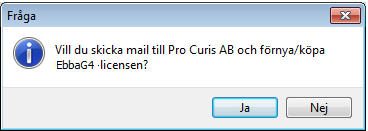 Fråga
Vill du skicka mail till Pro Curis AB och förnya/köpa
EbbaG4 -licensen?
Ja
Nej